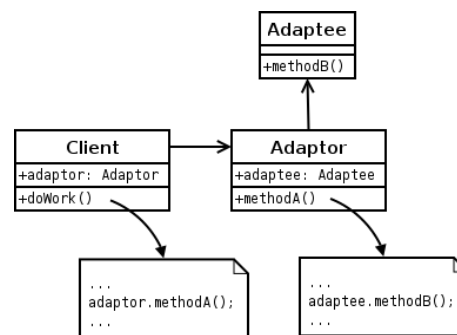 Adaptee
+methodB()
Client
+adaptor: Adaptor
+doWork()
Adaptor
+adaptee: Adaptee
+methodA()
...
adaptor.methodA();
...
...
adaptee.methodB();
...